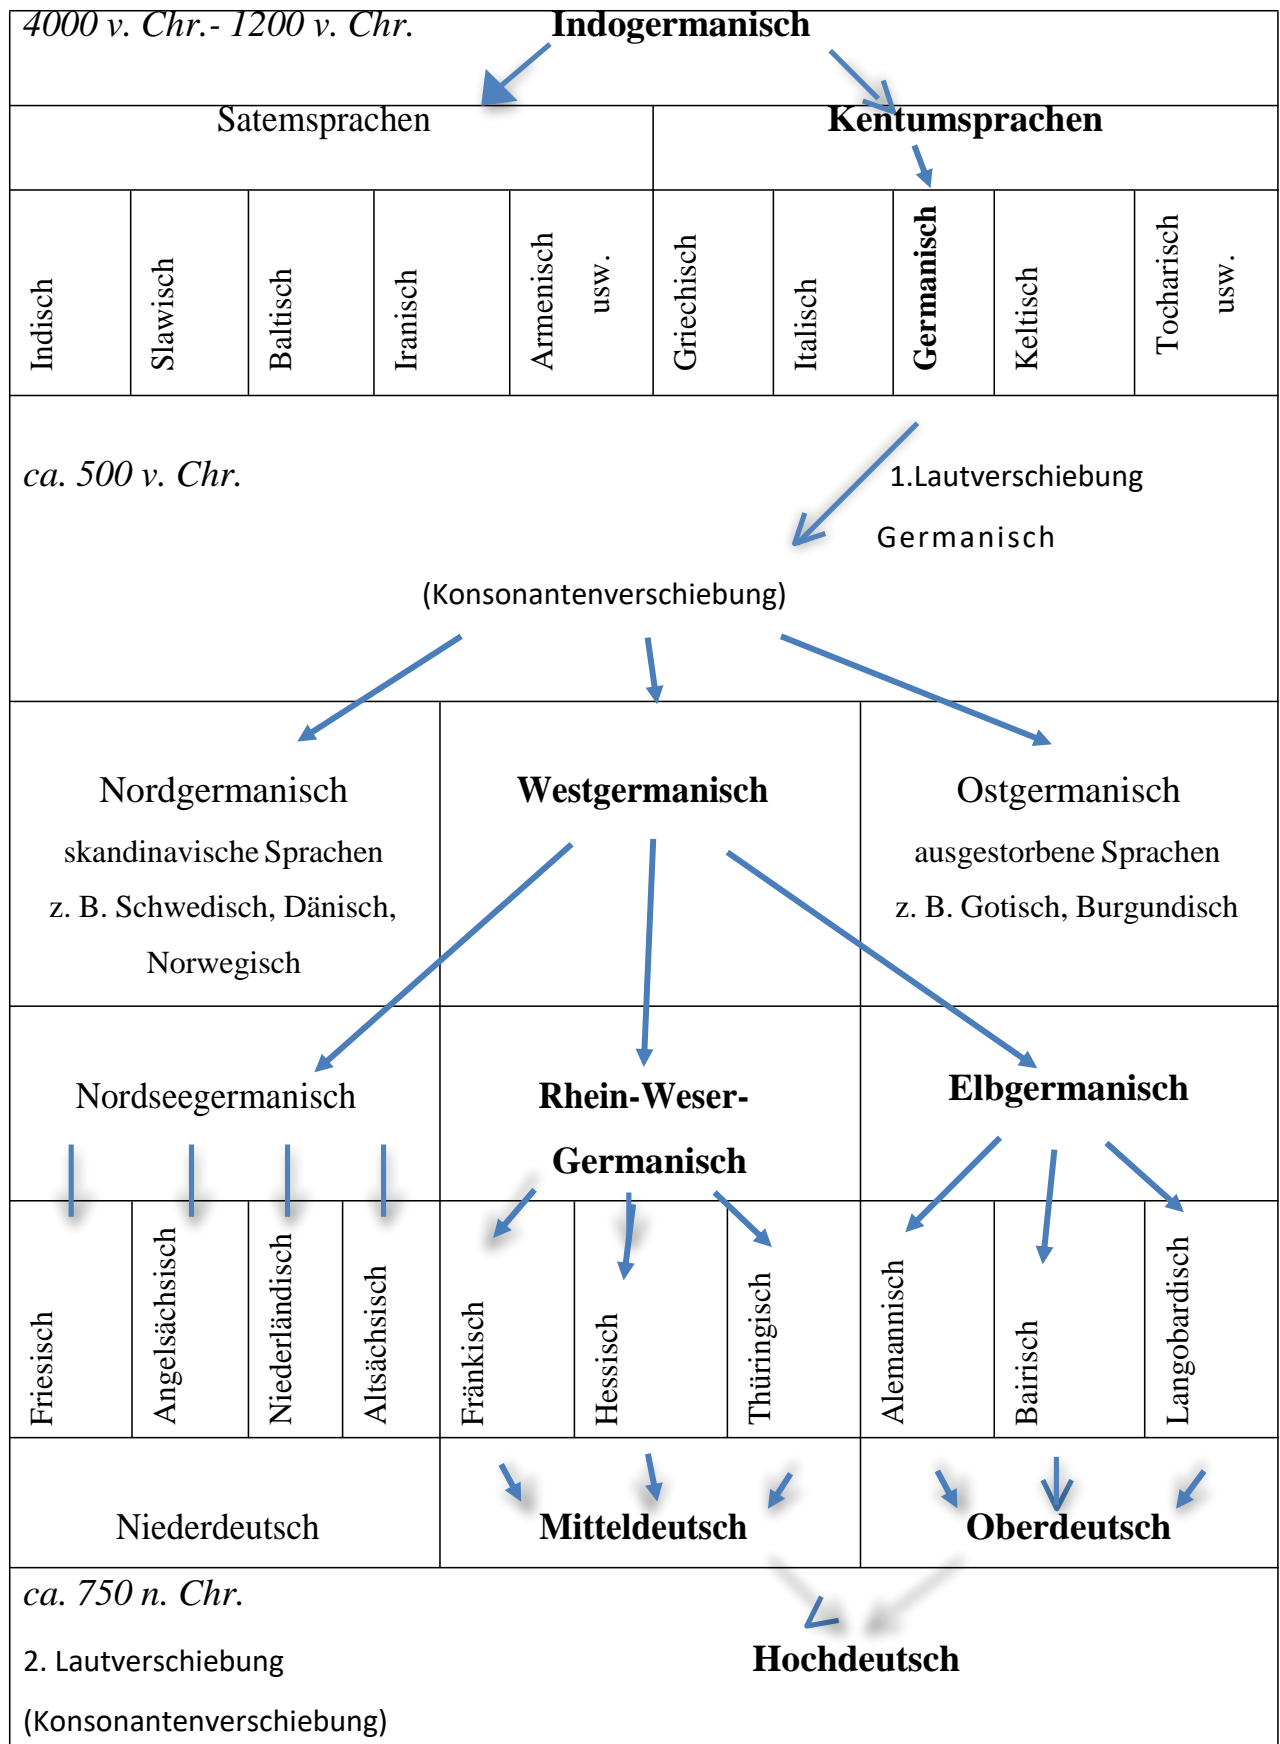 4000 v. Chr.- 1200 v. Chr. Indogermanisch
Satemsprachen Kentumsprachen
Indisch
Slawisch
Baltisch
Iranisch
Armenisch
usw.
Griechisch
Italisch
Germanisch
Keltisch
Tocharisch
usw.
ca. 500 v. Chr. 1.Lautverschiebung
Germanisch
(Konsonantenverschiebung)
Nordgermanisch
skandinavische Sprachen
z. B. Schwedisch, Dänisch,
Norwegisch
Westgermanisch
Ostgermanisch
ausgestorbene Sprachen
z. B. Gotisch, Burgundisch
Nordseegermanisch
Rhein-Weser-
Germanisch
Elbgermanisch
Friesisch
Angelsächsisch
Niederländisch
Altsächsisch
Fränkisch
Hessisch
Thüringisch
Alemannisch
Bairisch
Langobardisch
Niederdeutsch
Mitteldeutsch
Oberdeutsch
ca. 750 n. Chr.
2. Lautverschiebung Hochdeutsch
(Konsonantenverschiebung)